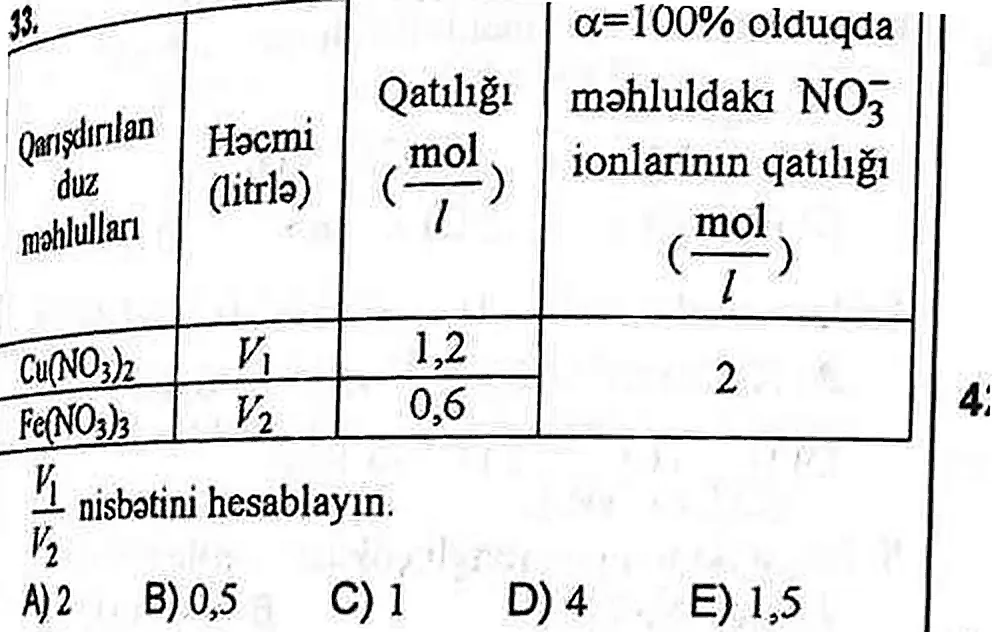 33.
Qarışdırılan duz məhlulları
Həcmi (litrlə)
Qatılığı (mol/l)
α=100% olduqda məhluldakı NO₃⁻ ionlarının qatılığı (mol/l)
Cu(NO₃)₂ V₁ 1,2 2
Fe(NO₃)₃ V₂ 0,6
V₁/V₂ nisbətini hesablayın.
A) 2 B) 0,5 C) 1 D) 4 E) 1,5